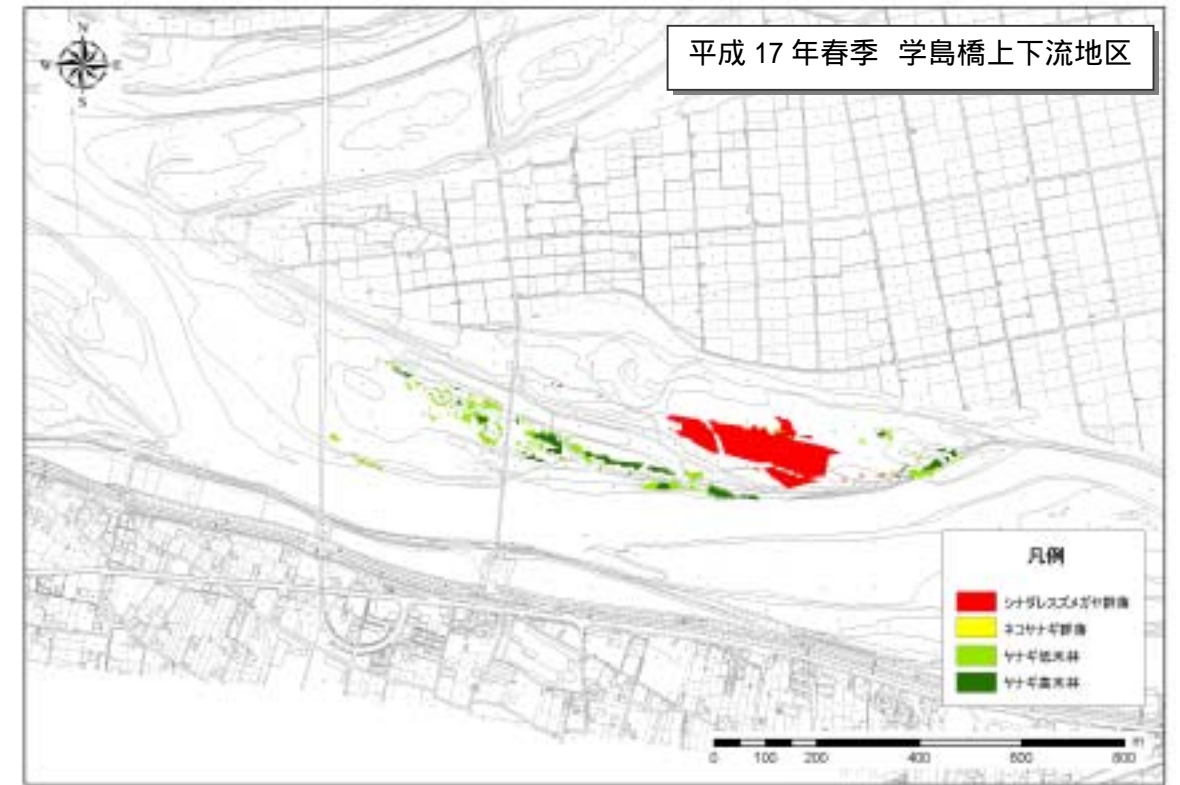 平成 17 年春季 学島橋上下流地区
N
W
E
S
凡例
シナダレスズメガヤ群落
ネコヤナギ群落
ヤナギ低木林
ヤナギ高木林
m
0 100 200 400 600 800